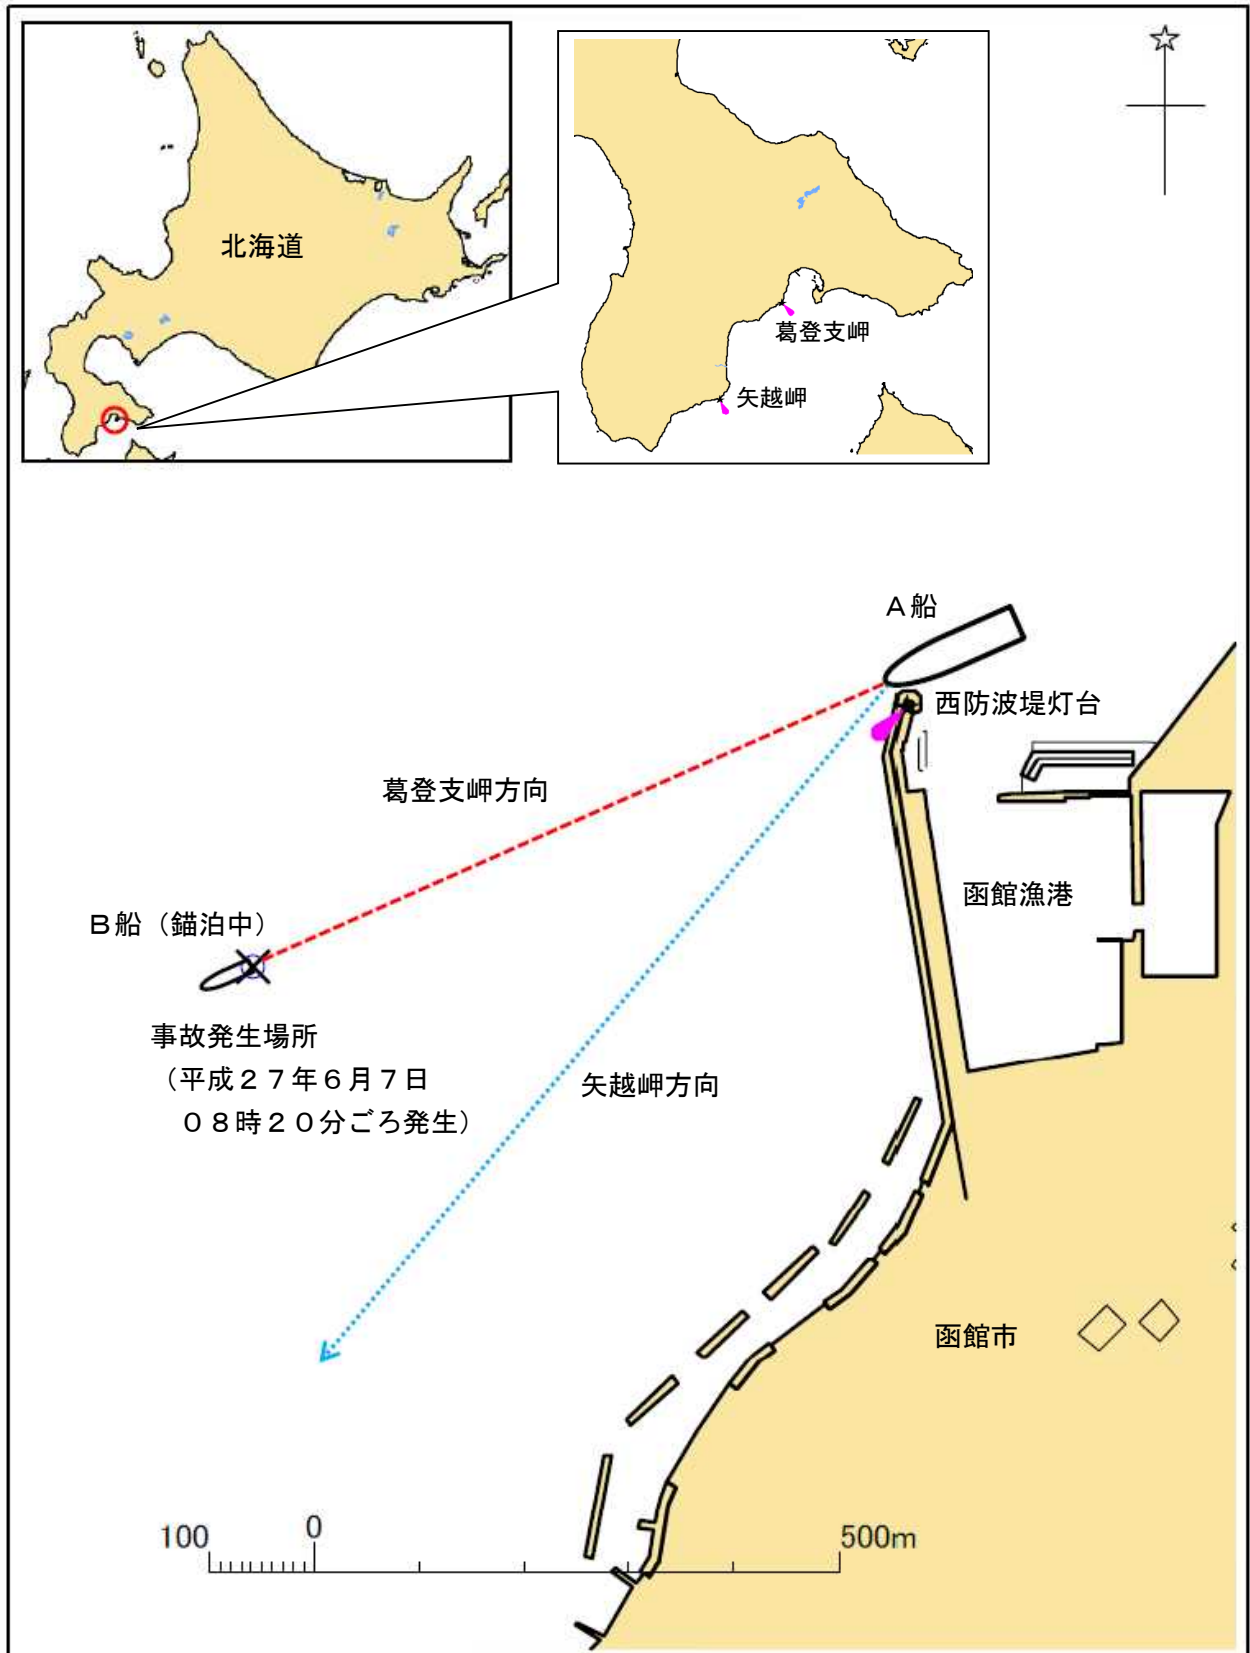 北海道
葛登支岬
矢越岬
A船
西防波堤灯台
葛登支岬方向
函館漁港
B船（錨泊中）
事故発生場所
（平成２７年６月７日
０８時２０分ごろ発生）
矢越岬方向
函館市
100
0
500m